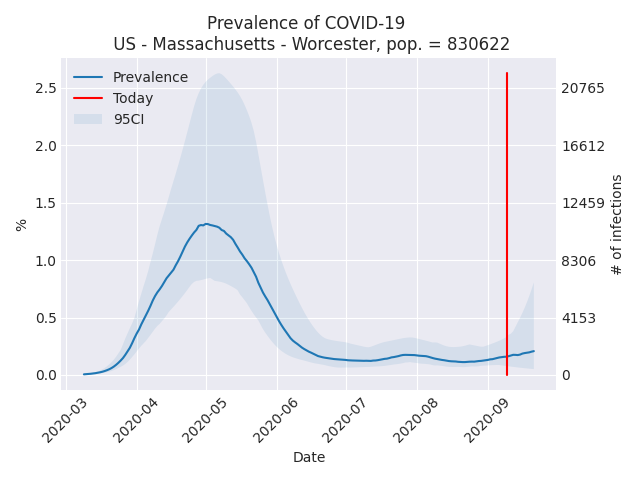 Prevalence of COVID-19
US - Massachusetts - Worcester, pop. = 830622
Prevalence
Today
95CI
2.5
2.0
1.5
1.0
0.5
0.0
%
20765
16612
12459
8306
4153
0
# of infections
2020-03
2020-04
2020-05
2020-06
2020-07
2020-08
2020-09
Date